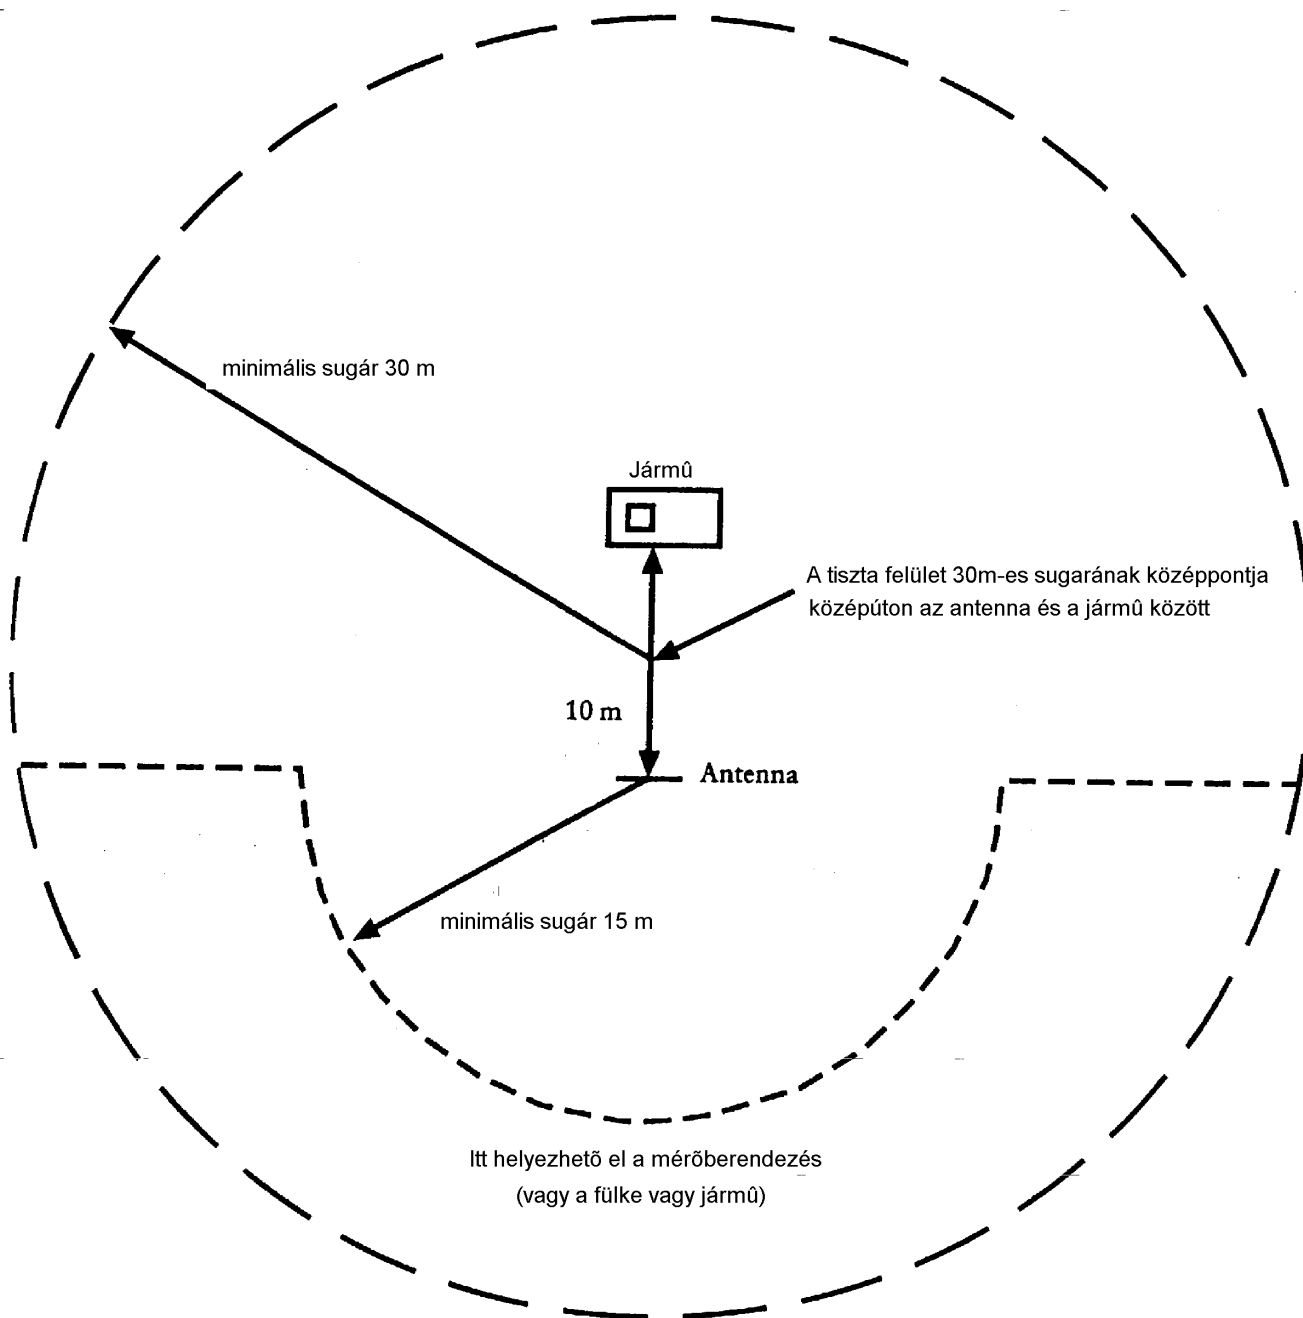 minimális sugár 30 m
Jármû
A tiszta felület 30m-es sugarának középpontja
középúton az antenna és a jármû között
10 m
Antenna
minimális sugár 15 m
Itt helyezhetõ el a mérõberendezés
(vagy a fülke vagy jármû)